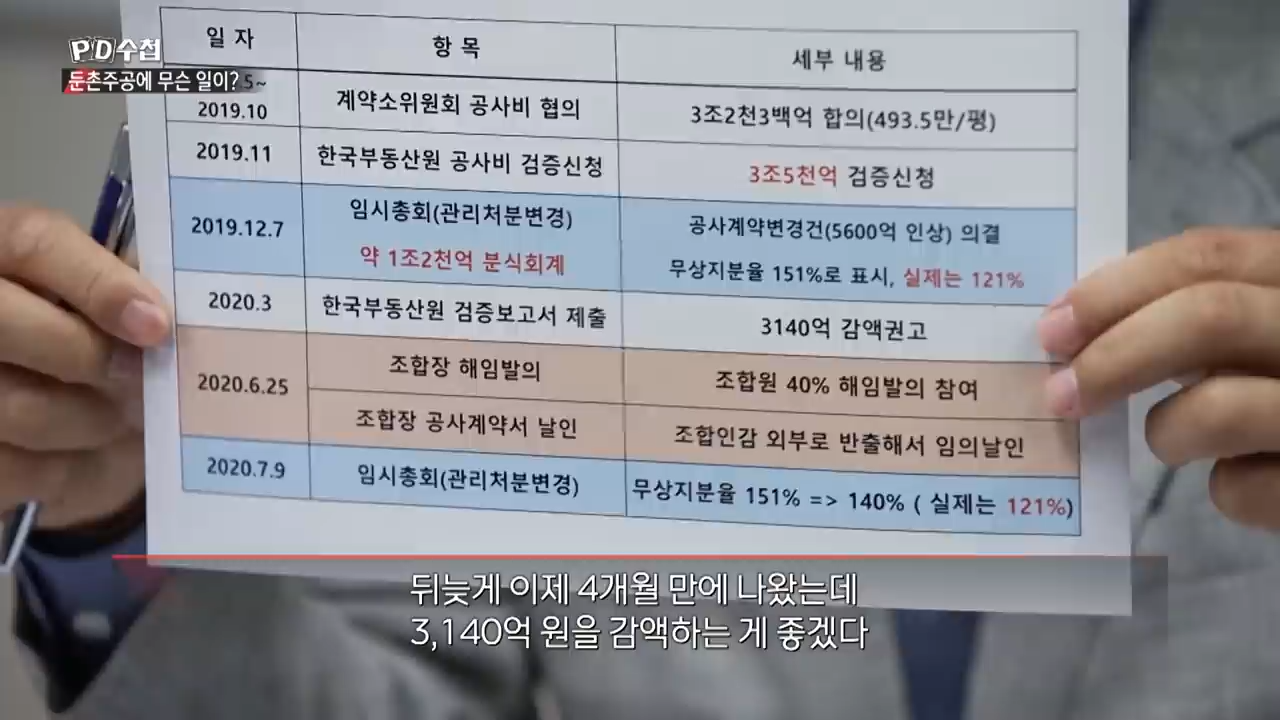 PD수첩
둔촌주공에 무슨 일이?
일 자 항 목 세부 내용
5~
2019.10 계약소위원회 공사비 협의 3조2천3백억 합의(493.5만/평)
2019.11 한국부동산원 공사비 검증신청 3조5천억 검증신청
2019.12.7 임시총회(관리처분변경) 공사계약변경건(5600억 인상) 의결
약 1조2천억 분식회계 무상지분율 151%로 표시, 실제는 121%
2020.3 한국부동산원 검증보고서 제출 3140억 감액권고
2020.6.25 조합장 해임발의 조합원 40% 해임발의 참여
조합장 공사계약서 날인 조합인감 외부로 반출해서 임의날인
2020.7.9 임시총회(관리처분변경) 무상지분율 151% => 140% ( 실제는 121%)
뒤늦게 이제 4개월 만에 나왔는데
3,140억 원을 감액하는 게 좋겠다